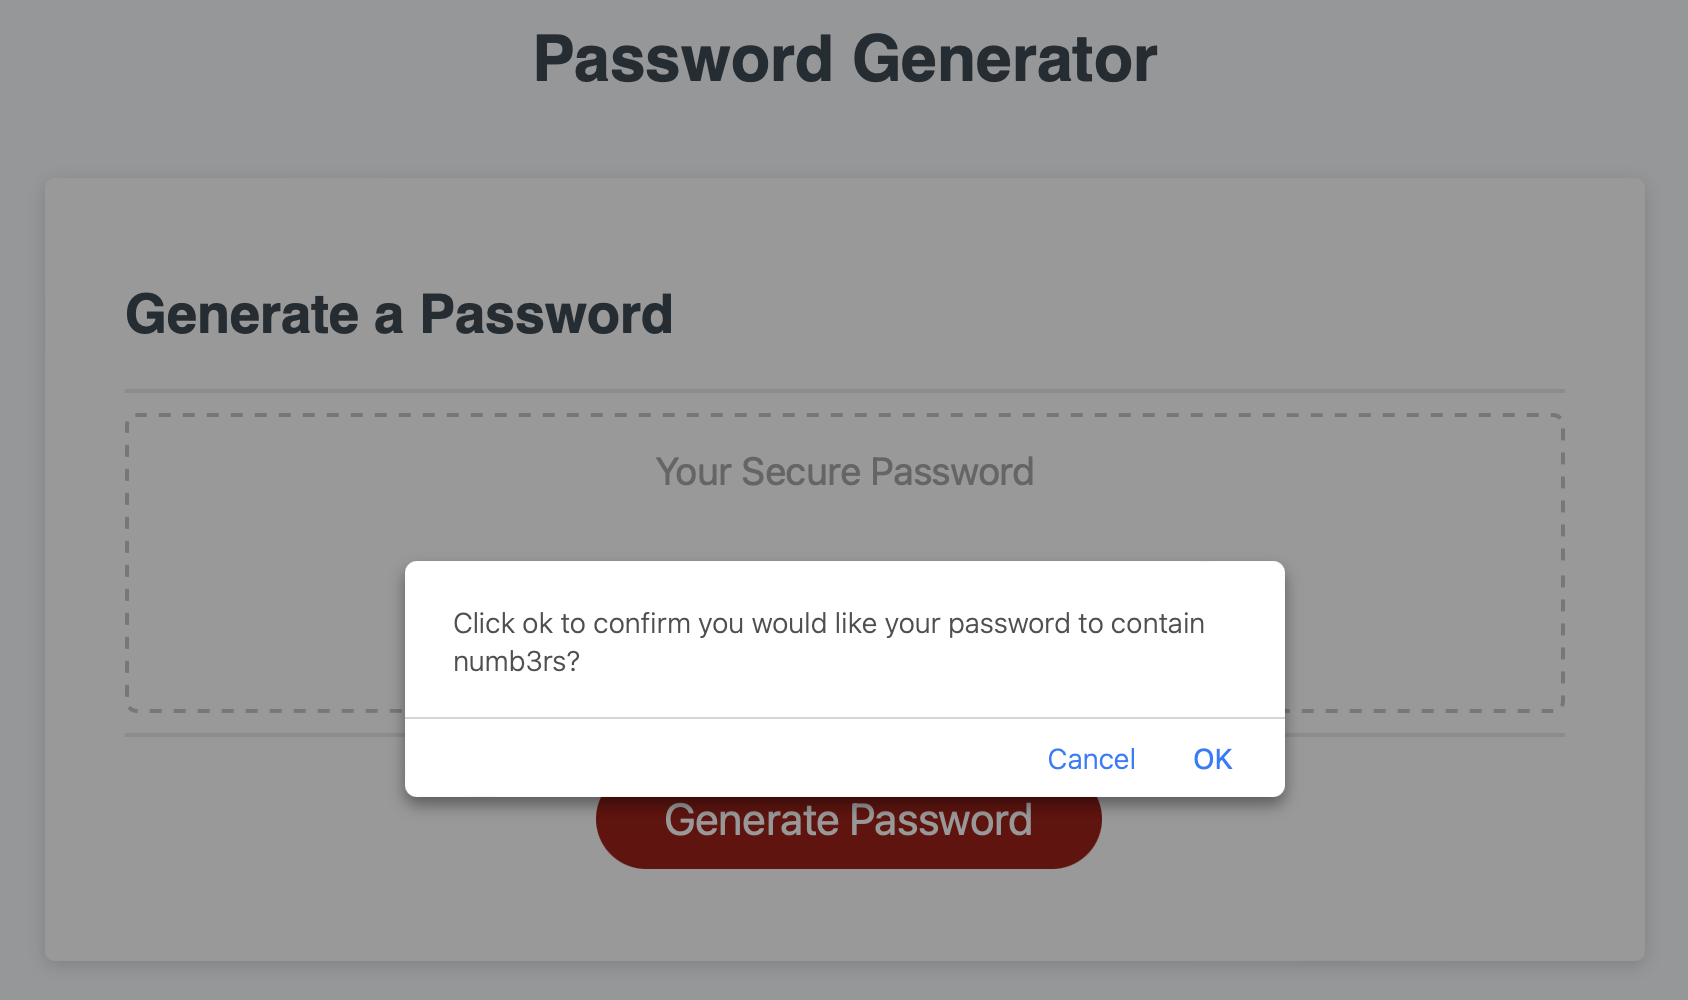 Password Generator
Generate a Password
Your Secure Password
Click ok to confirm you would like your password to contain
numb3rs?
Cancel OK
Generate Password